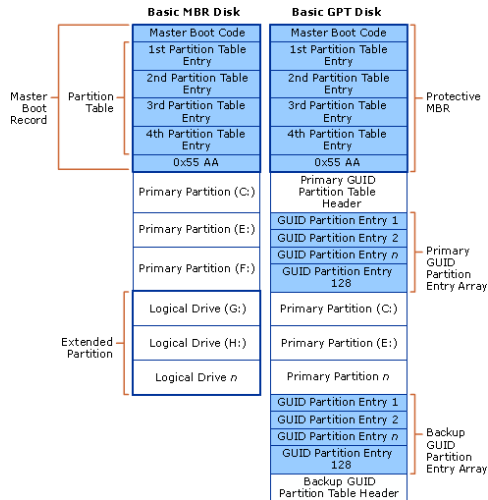 Basic MBR Disk
Master Boot Code
1st Partition Table
Entry
2nd Partition Table
Entry
3rd Partition Table
Entry
4th Partition Table
Entry
0x55 AA
Primary Partition (C:)
Primary Partition (E:)
Primary Partition (F:)
Logical Drive (G:)
Logical Drive (H:)
Logical Drive n
Master
Boot
Record
Partition
Table
Extended
Partition
Basic GPT Disk
Master Boot Code
1st Partition Table
Entry
2nd Partition Table
Entry
3rd Partition Table
Entry
4th Partition Table
Entry
0x55 AA
Primary GUID
Partition Table
Header
GUID Partition Entry 1
GUID Partition Entry 2
GUID Partition Entry n
GUID Partition Entry
128
Primary Partition (C:)
Primary Partition (E:)
Primary Partition n
GUID Partition Entry 1
GUID Partition Entry 2
GUID Partition Entry n
GUID Partition Entry
128
Backup GUID
Partition Table Header
Protective
MBR
Primary
GUID
Partition
Entry Array
Backup
GUID
Partition
Entry Array